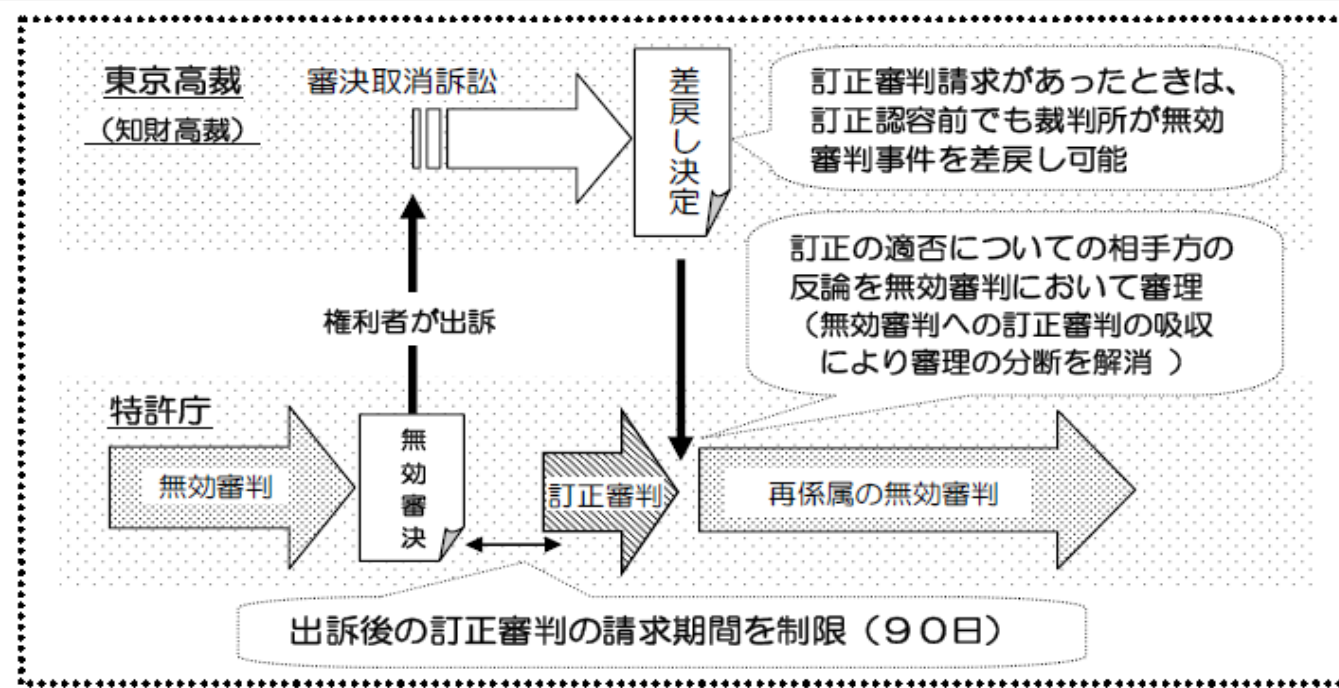 東京高裁
（知財高裁）
審決取消訴訟
差戻し決定
訂正審判請求があったときは、
訂正認容前でも裁判所が無効
審判事件を差戻し可能
訂正の適否についての相手方の
反論を無効審判において審理
（無効審判への訂正審判の吸収
により審理の分断を解消 ）
権利者が出訴
特許庁
無効審判
無効審決
訂正審判
再係属の無効審判
出訴後の訂正審判の請求期間を制限（９０日）